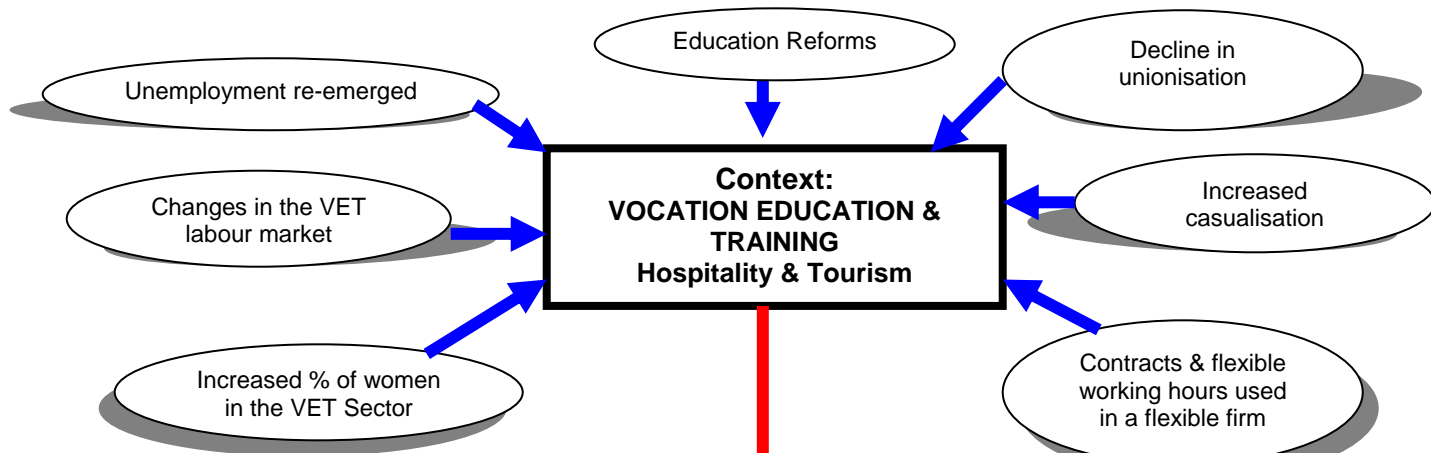 Education Reforms
Decline in
unionisation
Unemployment re-emerged
Context:
VOCATION EDUCATION &
TRAINING
Hospitality & Tourism
Changes in the VET
labour market
Increased
casualisation
Increased % of women
in the VET Sector
Contracts & flexible
working hours used
in a flexible firm